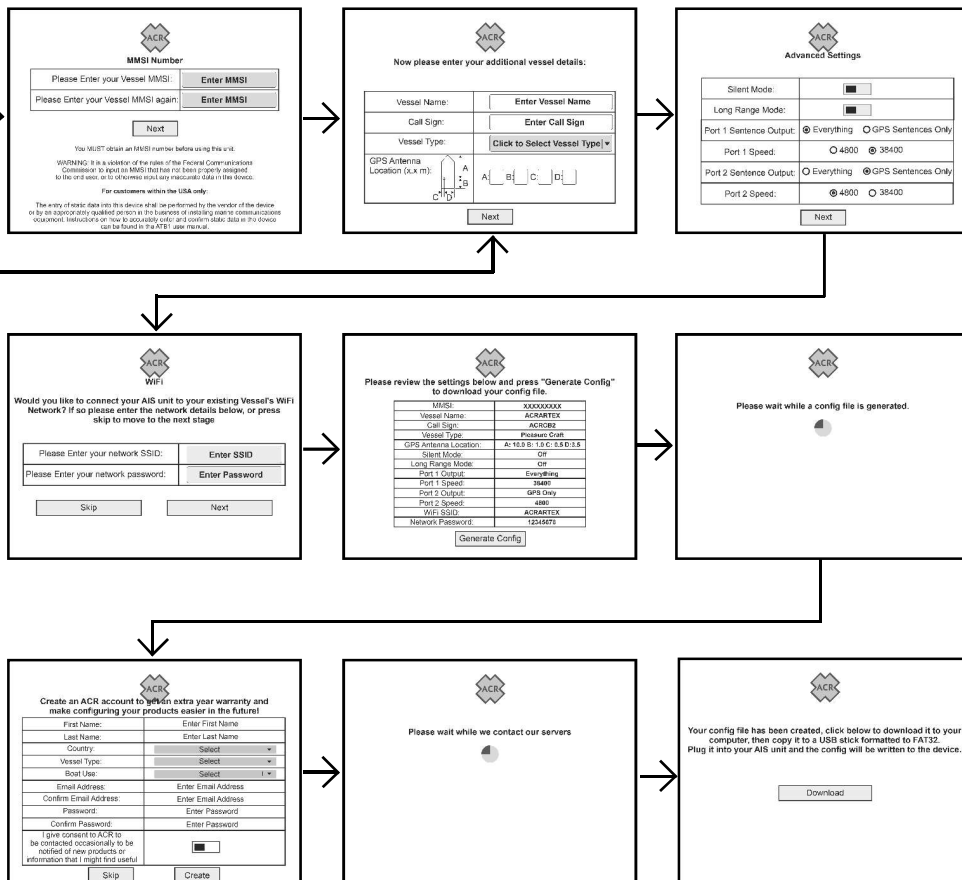 ACR
MMSI Number
Please Enter your Vessel MMSI: Enter MMSI
Please Enter your Vessel MMSI again: Enter MMSI
Next
You MUST obtain an MMSI number before using this unit.
WARNING: It is a violation of the rules of the Federal Communications
Commission to input an MMSI that has not been properly assigned
to the end user, or to otherwise input any inaccurate data in this device.
For customers within the USA only:
The entry of static data into this device shall be performed by the vendor of the device
or by an appropriately qualified person in the business of installing marine communications
equipment. Instructions on how to accurately enter and confirm static data in the device
can be found in the ATB1 user manual.
ACR
Now please enter your additional vessel details:
Vessel Name: Enter Vessel Name
Call Sign: Enter Call Sign
Vessel Type: Click to Select Vessel Type
GPS Antenna
Location (x.x m):
A
B
C D
A: B: C: D:
Next
ACR
Advanced Settings
Silent Mode:
Long Range Mode:
Port 1 Sentence Output: Everything GPS Sentences Only
Port 1 Speed: 4800 38400
Port 2 Sentence Output: Everything GPS Sentences Only
Port 2 Speed: 4800 38400
Next
ACR
WiFi
Would you like to connect your AIS unit to your existing Vessel's WiFi
Network? If so please enter the network details below, or press
skip to move to the next stage
Please Enter your network SSID: Enter SSID
Please Enter your network password: Enter Password
Skip Next
ACR
Please review the settings below and press "Generate Config"
to download your config file.
MMSI: XXXXXXXXX
Vessel Name: ACRARTEX
Call Sign: ACRCB2
Vessel Type: Pleasure Craft
GPS Antenna Location: A: 10.0 B: 1.0 C: 0.5 D:3.5
Silent Mode: Off
Long Range Mode: Off
Port 1 Output: Everything
Port 1 Speed: 38400
Port 2 Output: GPS Only
Port 2 Speed: 4800
WiFi SSID: ACRARTEX
Network Password: 12345678
Generate Config
ACR
Please wait while a config file is generated.
ACR
Create an ACR account to get an extra year warranty and
make configuring your products easier in the future!
First Name: Enter First Name
Last Name: Enter Last Name
Country: Select
Vessel Type: Select
Boat Use: Select
Email Address: Enter Email Address
Confirm Email Address: Enter Email Address
Password: Enter Password
Confirm Password: Enter Password
I give consent to ACR to
be contacted occasionally to be
notified of new products or
information that I might find useful
Skip Create
ACR
Please wait while we contact our servers
ACR
Your config file has been created, click below to download it to your
computer, then copy it to a USB stick formatted to FAT32.
Plug it into your AIS unit and the config will be written to the device.
Download